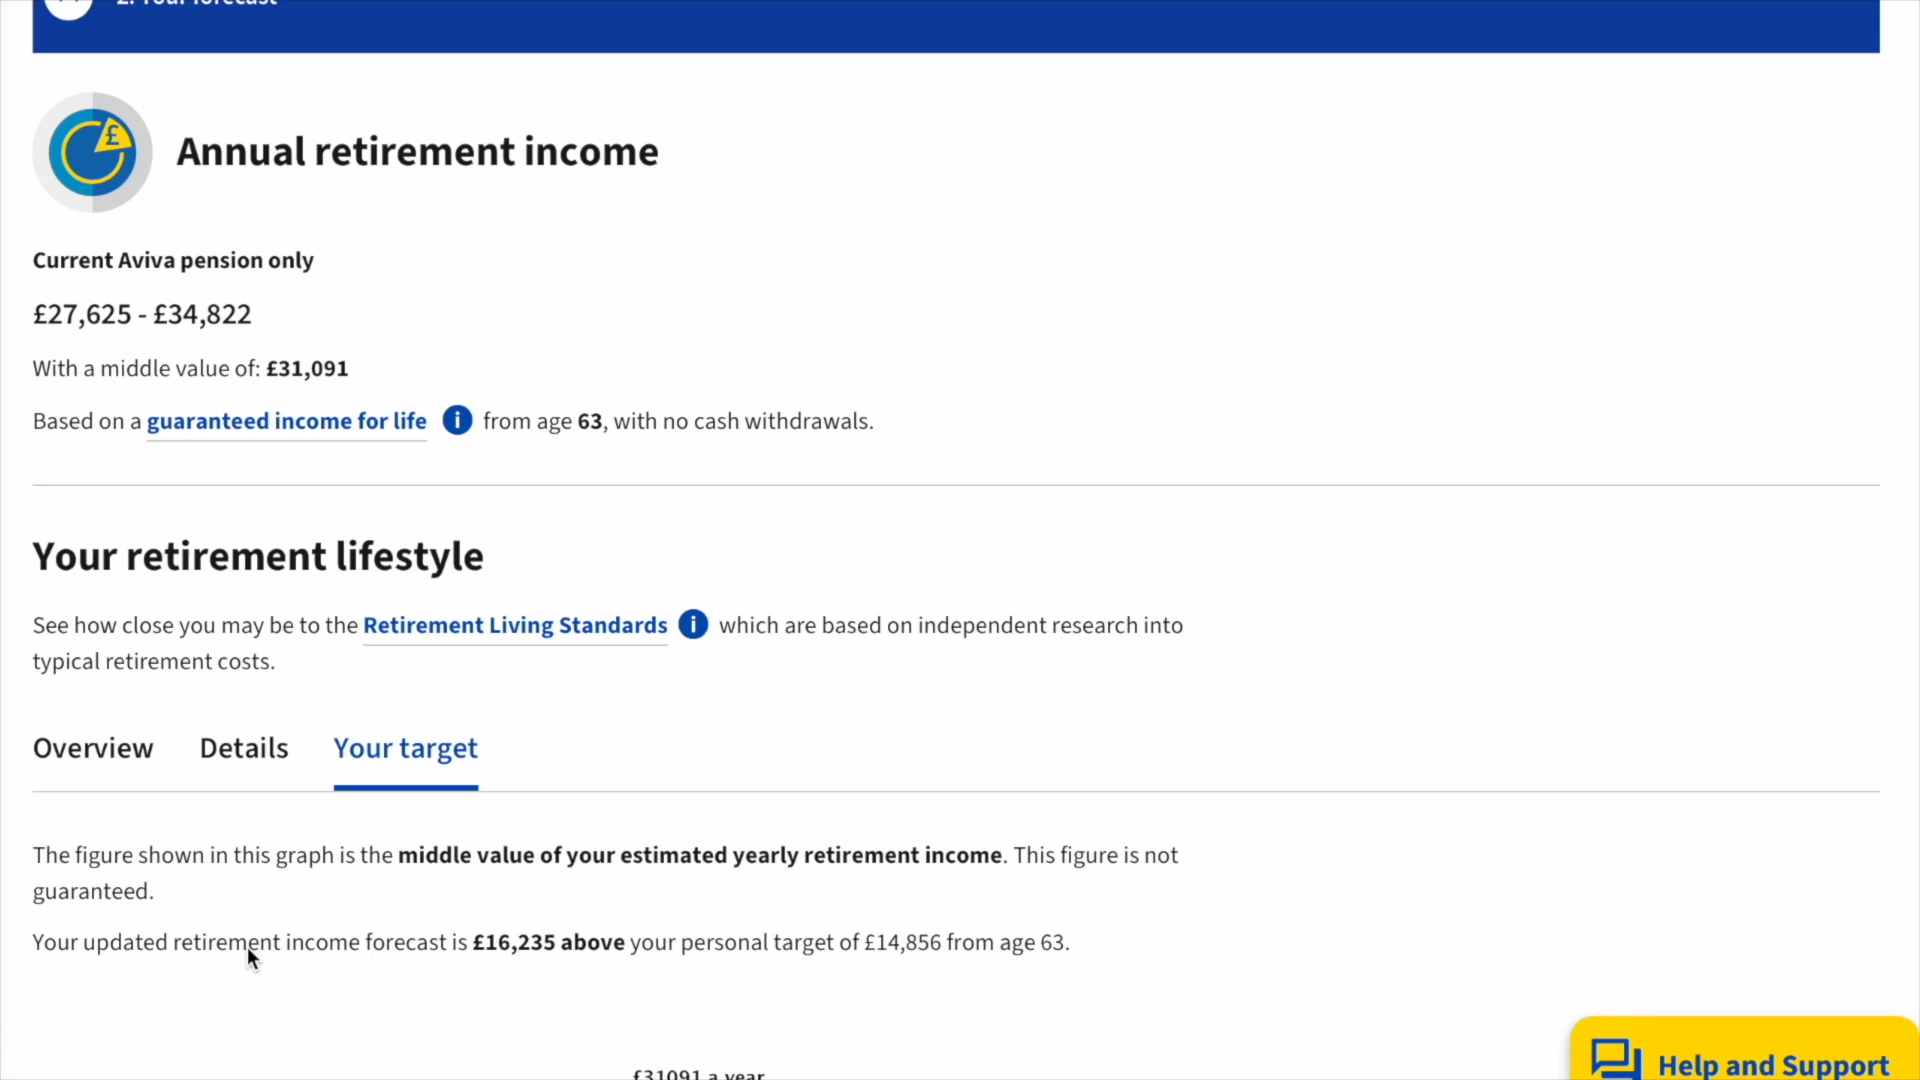 2. Your forecast
£
Annual retirement income
Current Aviva pension only
£27,625 - £34,822
With a middle value of: £31,091
Based on a guaranteed income for life i from age 63, with no cash withdrawals.
Your retirement lifestyle
See how close you may be to the Retirement Living Standards i which are based on independent research into
typical retirement costs.
Overview Details Your target
The figure shown in this graph is the middle value of your estimated yearly retirement income. This figure is not
guaranteed.
Your updated retirement income forecast is £16,235 above your personal target of £14,856 from age 63.
£31091 a year
Help and Support